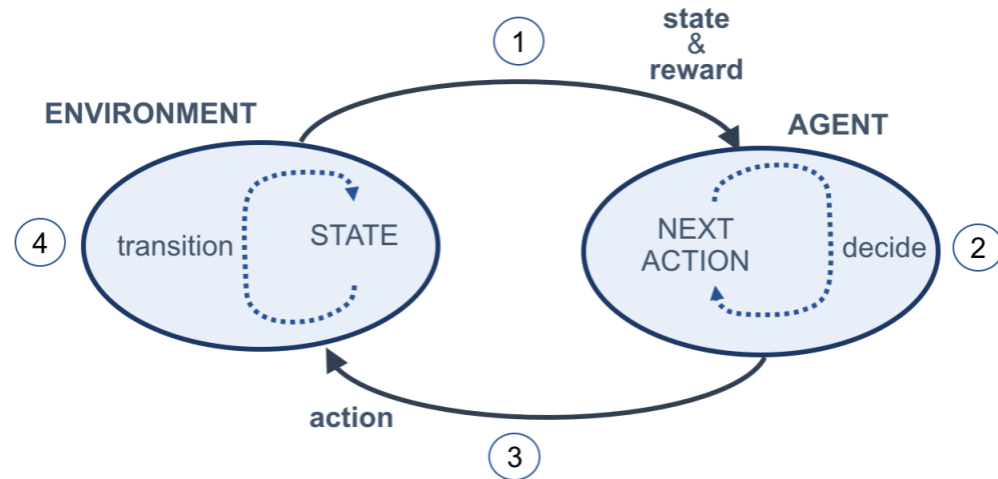 1
state
&
reward
ENVIRONMENT
AGENT
4
transition
STATE
NEXT
ACTION
decide
2
action
3